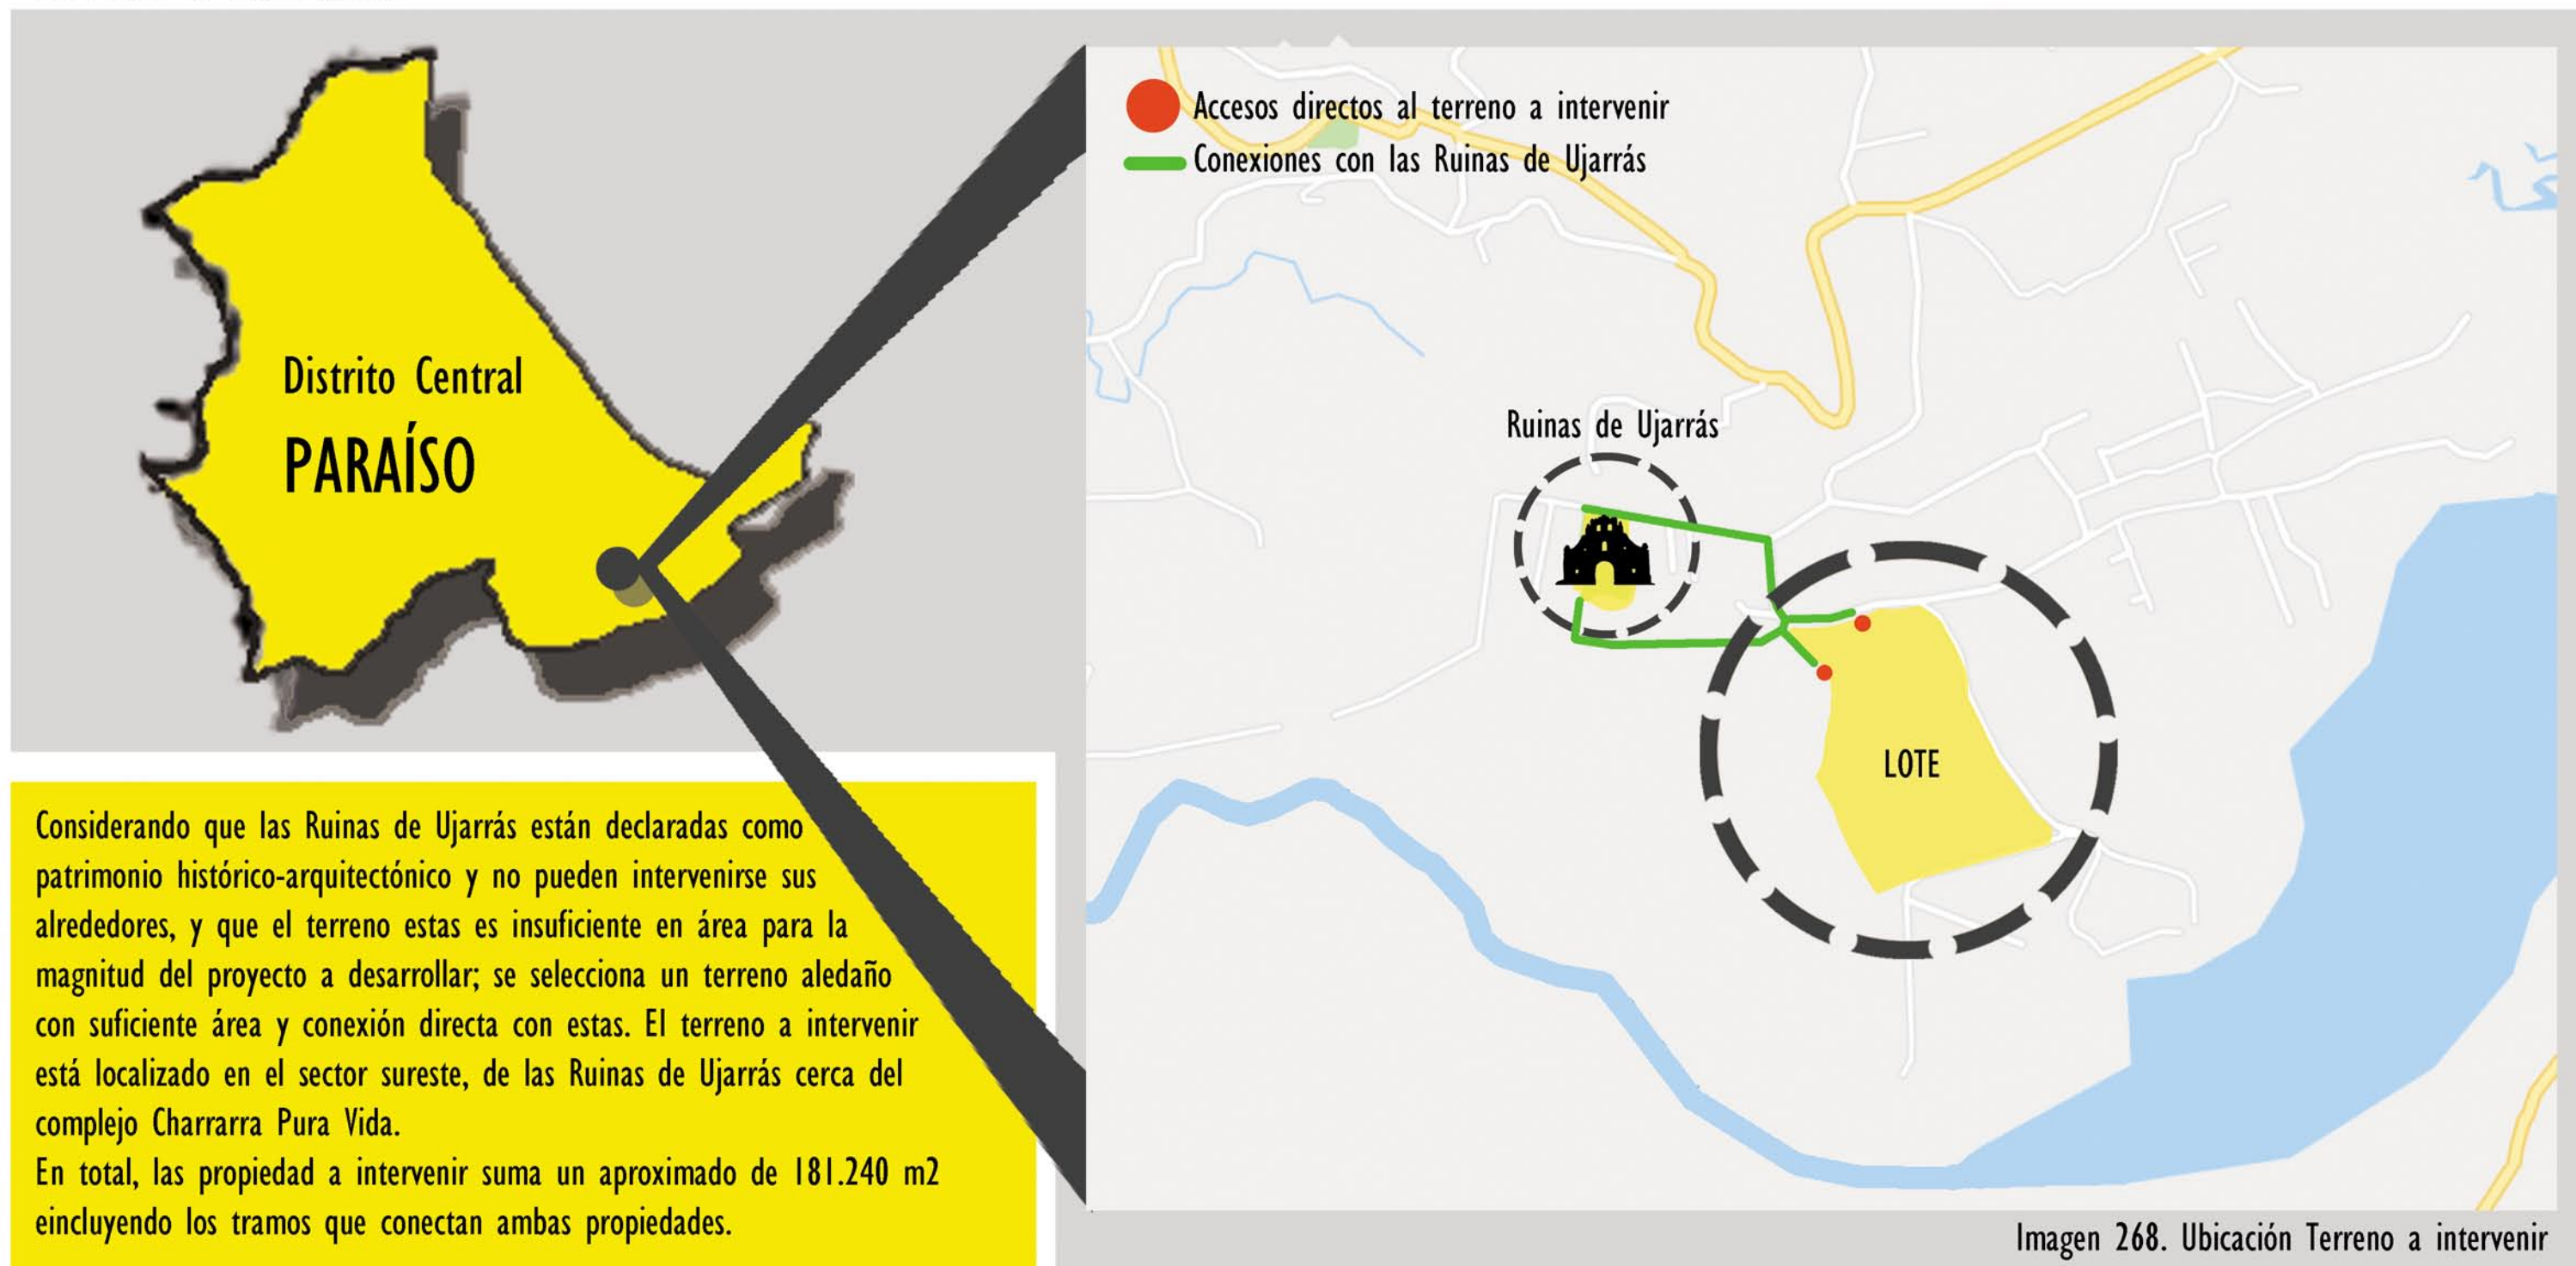 Distrito Central
PARAÍSO
Accesos directos al terreno a intervenir
Conexiones con las Ruinas de Ujarrás
Ruinas de Ujarrás
LOTE
Considerando que las Ruinas de Ujarrás están declaradas como
patrimonio histórico-arquitectónico y no pueden intervenirse sus
alrededores, y que el terreno estas es insuficiente en área para la
magnitud del proyecto a desarrollar; se selecciona un terreno aledaño
con suficiente área y conexión directa con estas. El terreno a intervenir
está localizado en el sector sureste, de las Ruinas de Ujarrás cerca del
complejo Charrarra Pura Vida.
En total, las propiedad a intervenir suma un aproximado de 181.240 m2
eincluyendo los tramos que conectan ambas propiedades.
Imagen 268. Ubicación Terreno a intervenir